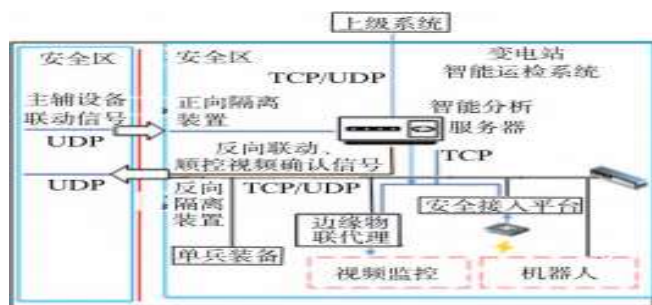 上级系统
安全区
安全区
变电站
智能运检系统
TCP/UDP
主辅设备
联动信号
正向隔离
装置
智能分析
服务器
UDP
反向联动、
顺控视频确认信号
TCP
UDP
反向
隔离
装置
TCP/UDP
边缘物
联代理
安全接入平台
单兵装备
视频监控
机器人